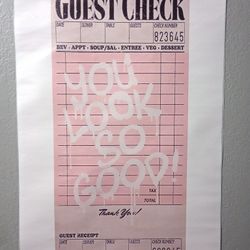 GUEST CHECK
DATE SERVER TABLE GUESTS CHECK NUMBER
823645
BEV · APPT · SOUP/SAL · ENTREE · VEG · DESSERT
YOU
LOOK
SO
GOOD!
TAX
TOTAL
Thank You!
GUEST RECEIPT
DATE SERVER TABLE GUESTS CHECK NUMBER